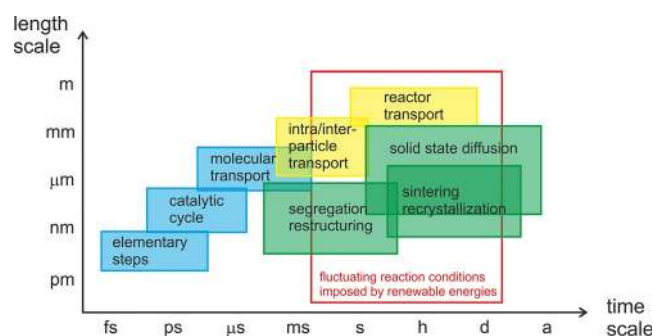 length
scale
m
reactor
transport
mm
intra/inter-
particle
transport
solid state diffusion
molecular
transport
μm
sintering
recrystallization
catalytic
cycle
segregation
restructuring
nm
elementary
steps
pm
fluctuating reaction conditions
imposed by renewable energies
fs ps μs ms s h d a
time
scale